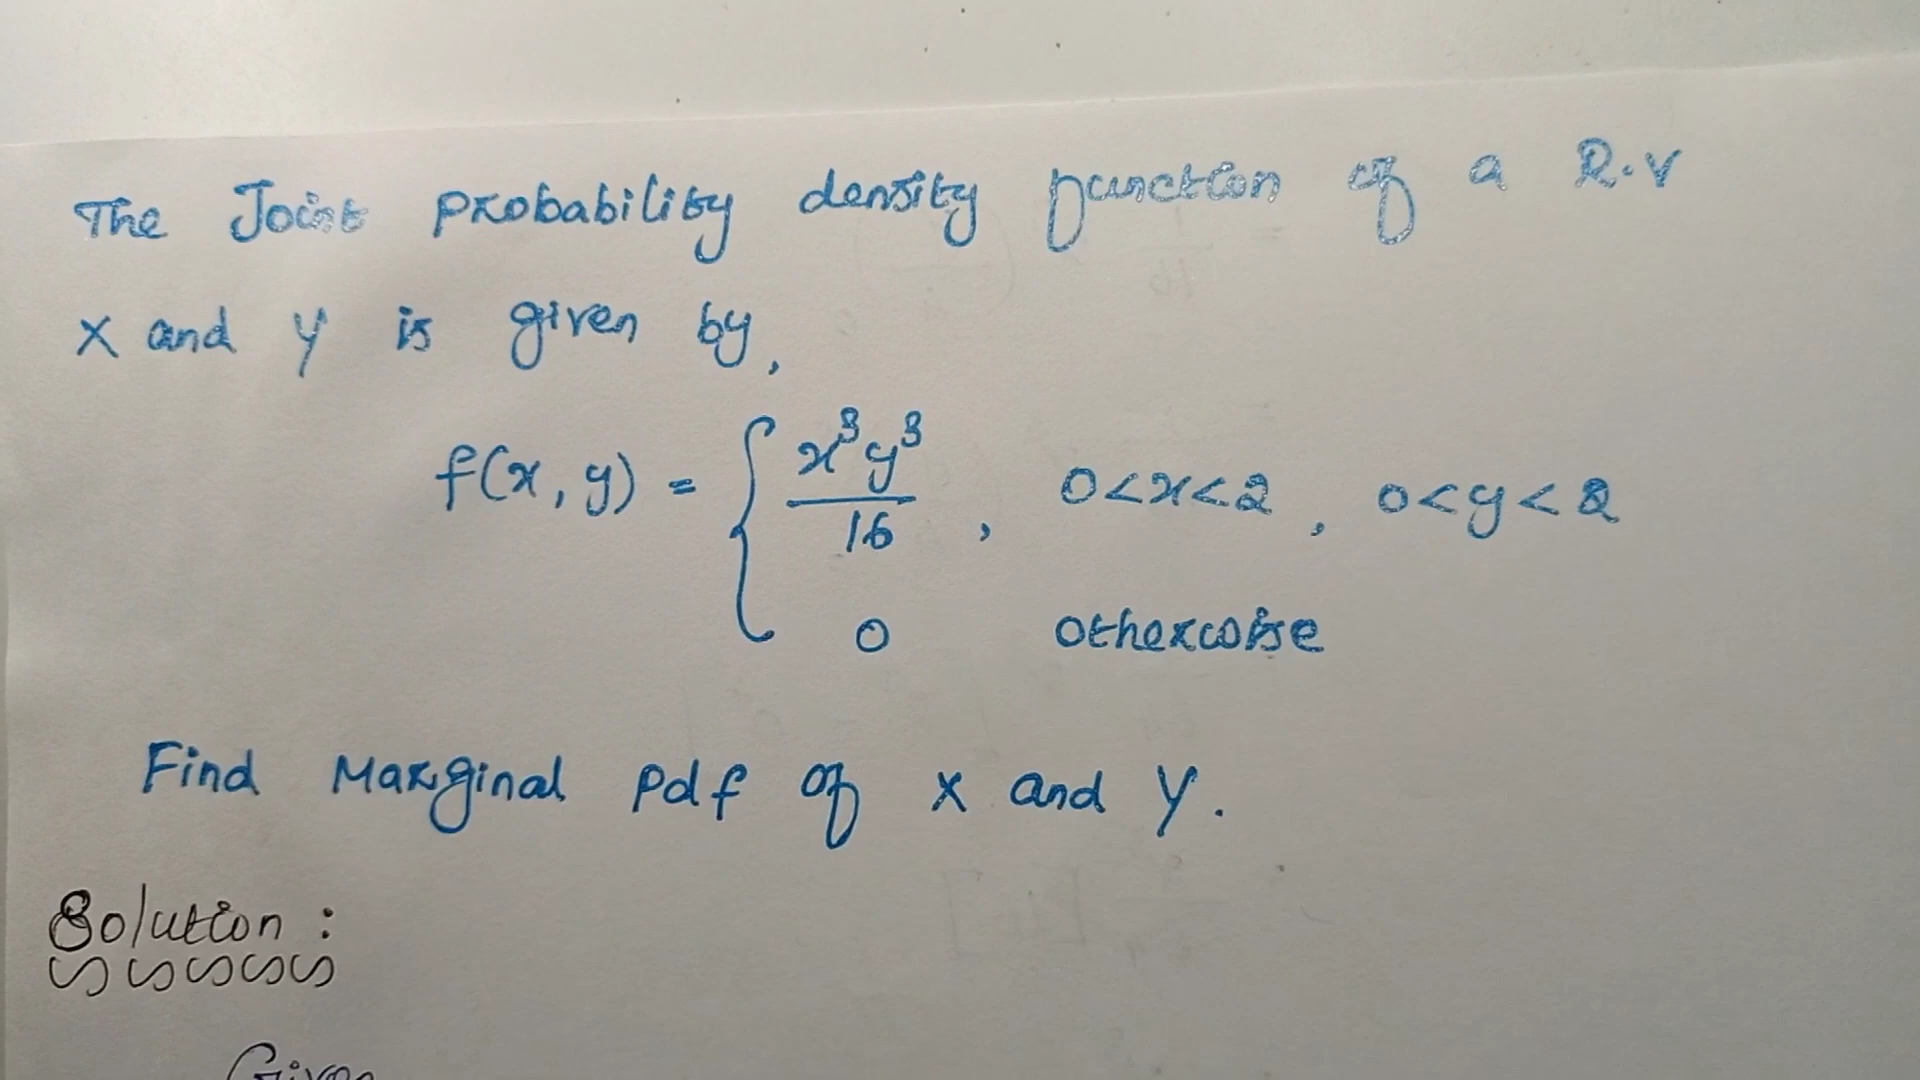 The Joint probability density function of a R.V
X and Y is given by,
f(x, y) = { x³y³/16 , 0<x<2 , 0<y<2
0 otherwise
Find Marginal Pdf of X and Y.
Solution :
Given